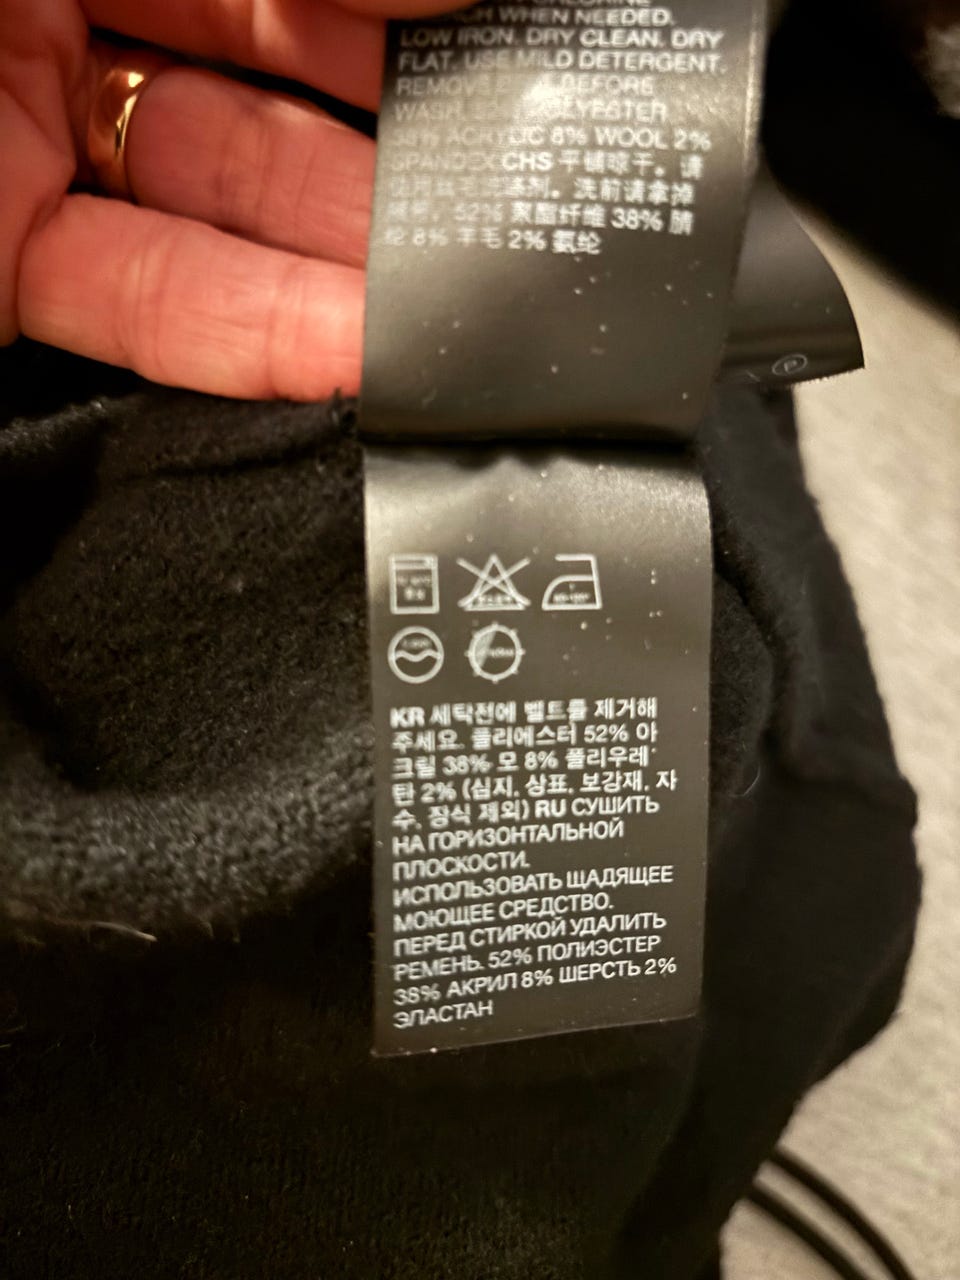 WHEN NEEDED.
LOW IRON. DRY CLEAN. DRY
FLAT. USE MILD DETERGENT.
REMOVE BEFORE
WASH.
38% ACRYLIC 8% WOOL 2%
SPANDEX CHS 平铺晾干。请
洗前请拿掉
52% 聚酯纤维 38% 腈
纶 8% 羊毛 2% 氨纶
P
KR 세탁전에 벨트를 제거해
주세요. 폴리에스터 52% 아
크릴 38% 모 8% 폴리우레
탄 2% (심지, 상표, 보강재, 자
수, 장식 제외) RU СУШИТЬ
НА ГОРИЗОНТАЛЬНОЙ
ПЛОСКОСТИ.
ИСПОЛЬЗОВАТЬ ЩАДЯЩЕЕ
МОЮЩЕЕ СРЕДСТВО.
ПЕРЕД СТИРКОЙ УДАЛИТЬ
РЕМЕНЬ. 52% ПОЛИЭСТЕР
38% АКРИЛ 8% ШЕРСТЬ 2%
ЭЛАСТАН